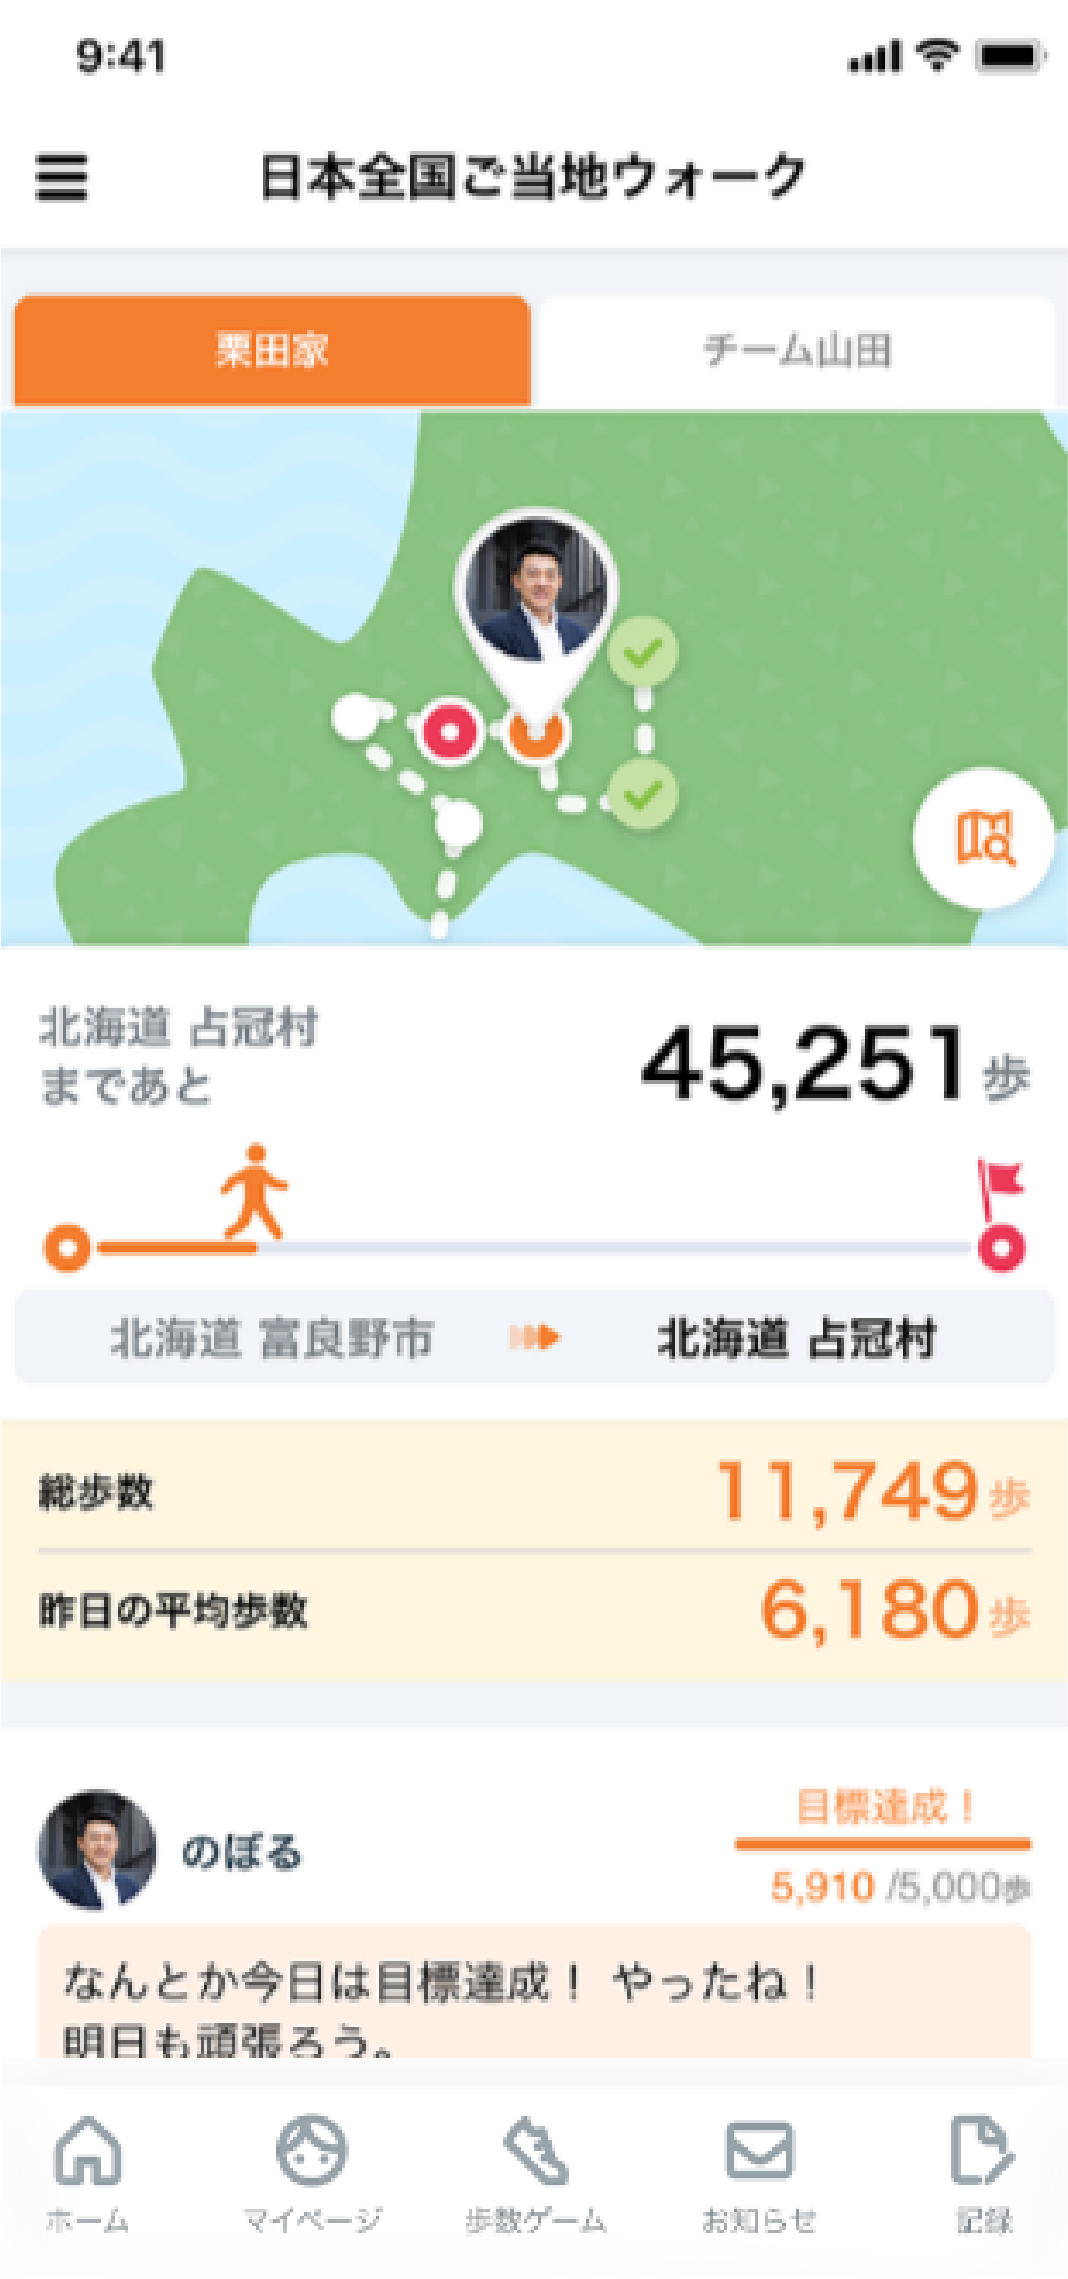 9:41
日本全国ご当地ウォーク
栗田家
チーム山田
北海道 占冠村
まであと
45,251歩
北海道 富良野市
北海道 占冠村
総歩数
11,749歩
昨日の平均歩数
6,180歩
目標達成！
のぼる
5,910 /5,000歩
なんとか今日は目標達成！ やったね！
明日も頑張ろう。
ホーム
マイページ
歩数ゲーム
お知らせ
記録